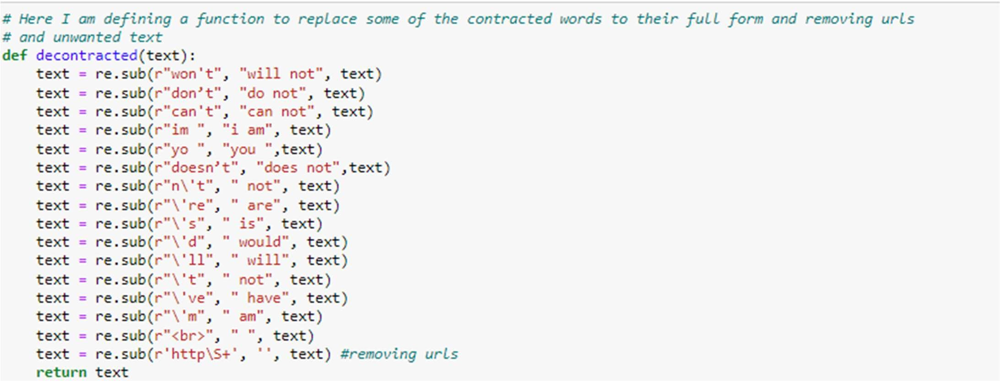 # Here I am defining a function to replace some of the contracted words to their full form and removing urls
# and unwanted text
def decontracted(text):
    text = re.sub(r"won't", "will not", text)
    text = re.sub(r"don’t", "do not", text)
    text = re.sub(r"can't", "can not", text)
    text = re.sub(r"im ", "i am", text)
    text = re.sub(r"yo ", "you ",text)
    text = re.sub(r"doesn’t", "does not",text)
    text = re.sub(r"n\'t", " not", text)
    text = re.sub(r"\'re", " are", text)
    text = re.sub(r"\'s", " is", text)
    text = re.sub(r"\'d", " would", text)
    text = re.sub(r"\'ll", " will", text)
    text = re.sub(r"\'t", " not", text)
    text = re.sub(r"\'ve", " have", text)
    text = re.sub(r"\'m", " am", text)
    text = re.sub(r"<br>", " ", text)
    text = re.sub(r'http\S+', '', text) #removing urls
    return text